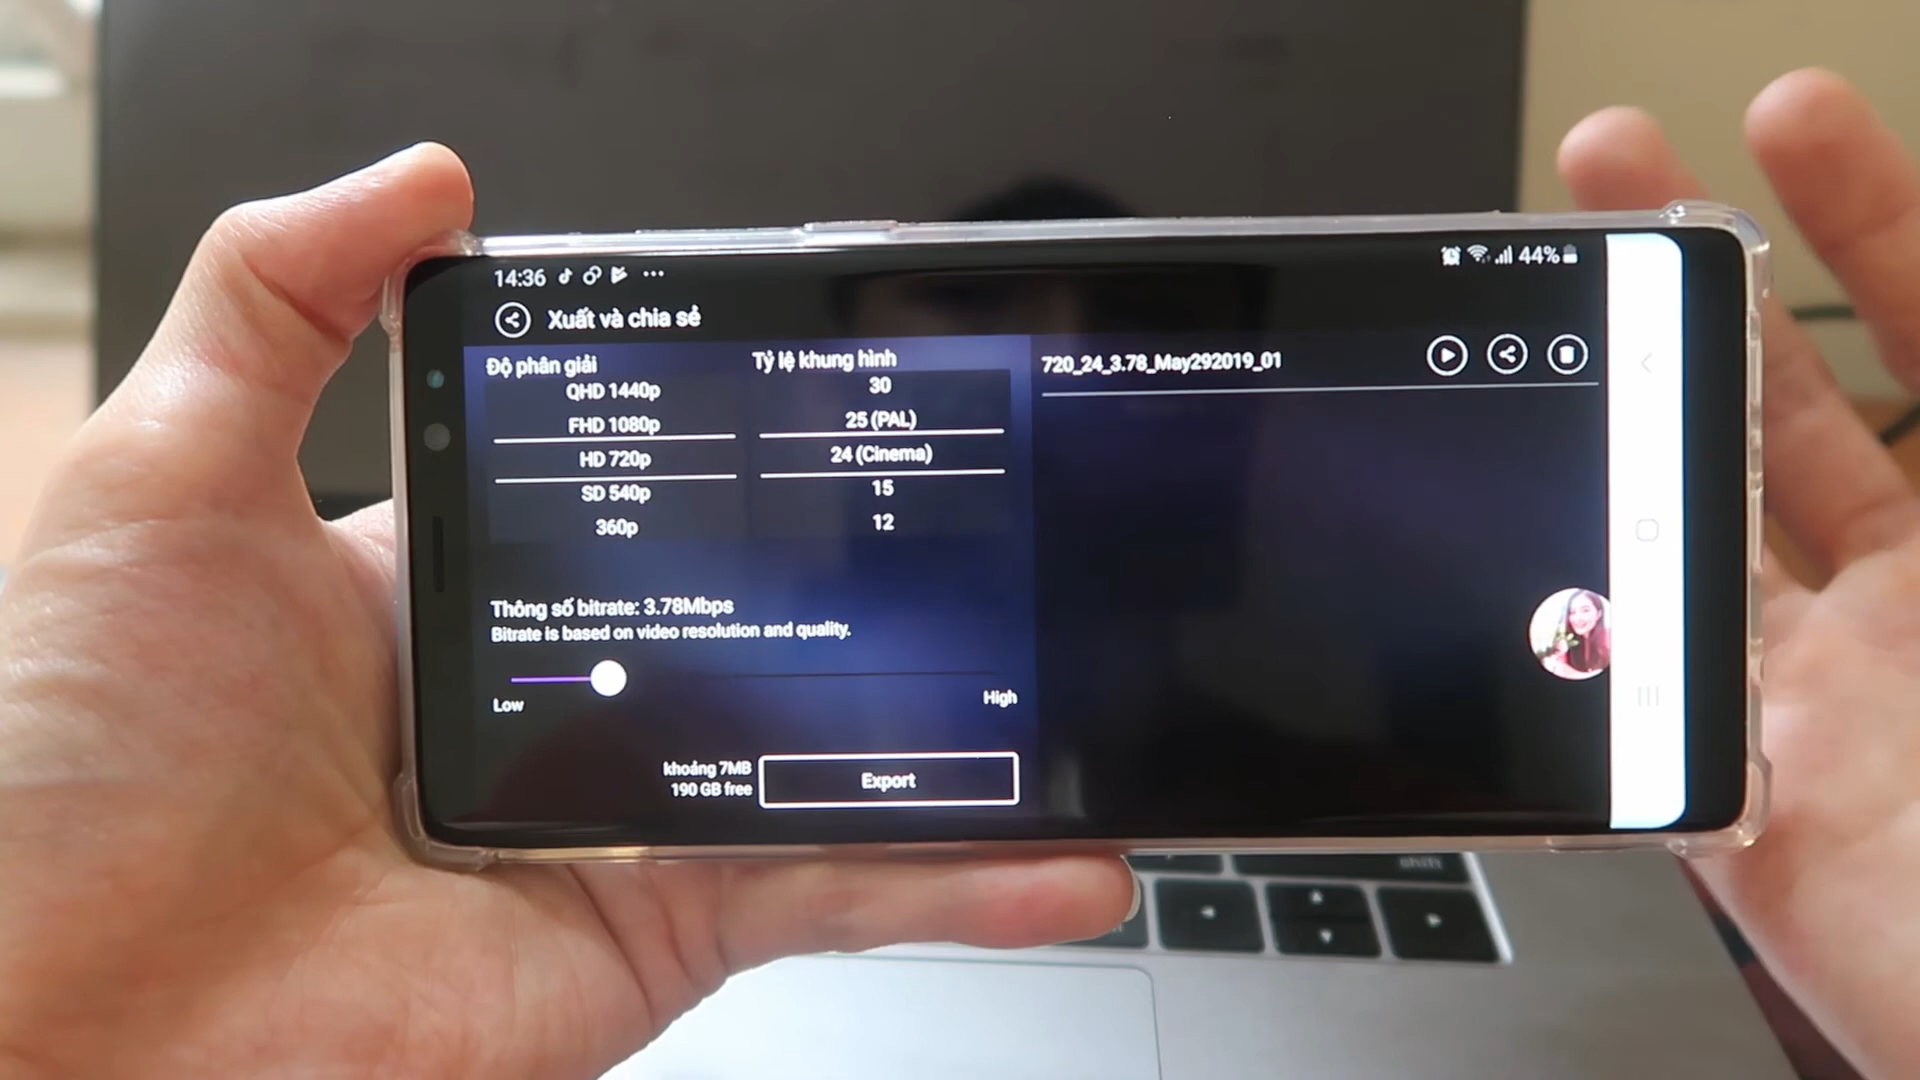 14:36
44%
Xuất và chia sẻ
Độ phân giải
Tỷ lệ khung hình
QHD 1440p
FHD 1080p
HD 720p
SD 540p
360p
30
25 (PAL)
24 (Cinema)
15
12
Thông số bitrate: 3.78Mbps
Bitrate is based on video resolution and quality.
Low
High
khoảng 7MB
190 GB free
Export
720_24_3.78_May292019_01
shift